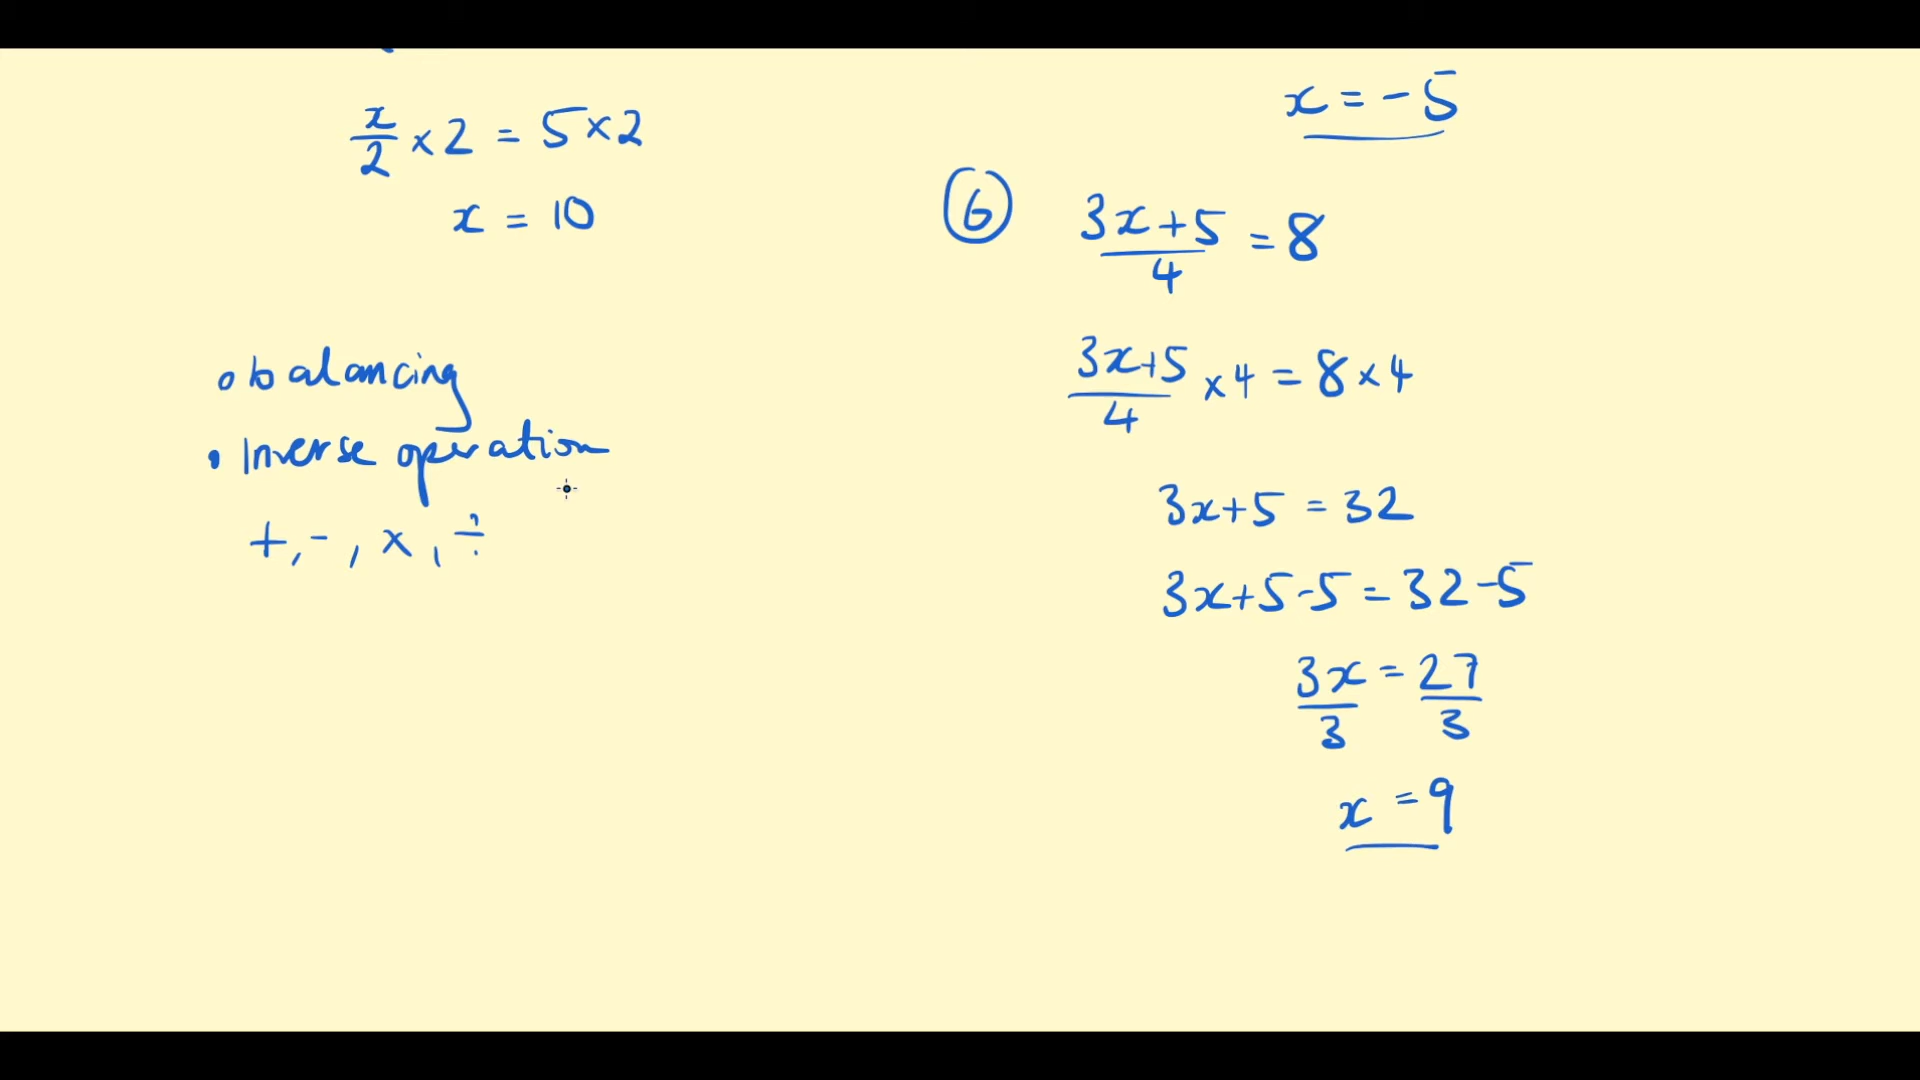 x/2 × 2 = 5 × 2
x = 10
o balancing
• Inverse operation
+, -, ×, ÷
x = -5
⑥ (3x+5)/4 = 8
(3x+5)/4 × 4 = 8 × 4
3x+5 = 32
3x+5-5 = 32-5
3x/3 = 27/3
x = 9